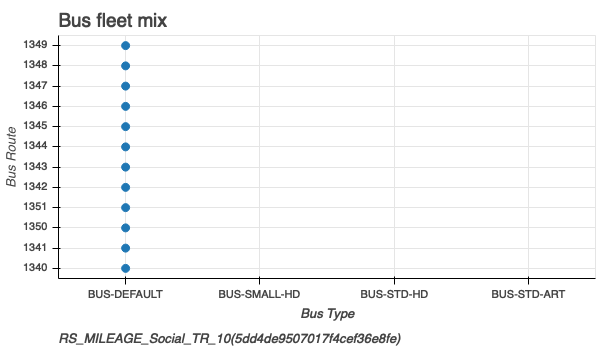 Bus fleet mix
Bus Route
1349
1348
1347
1346
1345
1344
1343
1342
1351
1350
1341
1340
BUS-DEFAULT BUS-SMALL-HD BUS-STD-HD BUS-STD-ART
Bus Type
RS_MILEAGE_Social_TR_10(5dd4de9507017f4cef36e8fe)